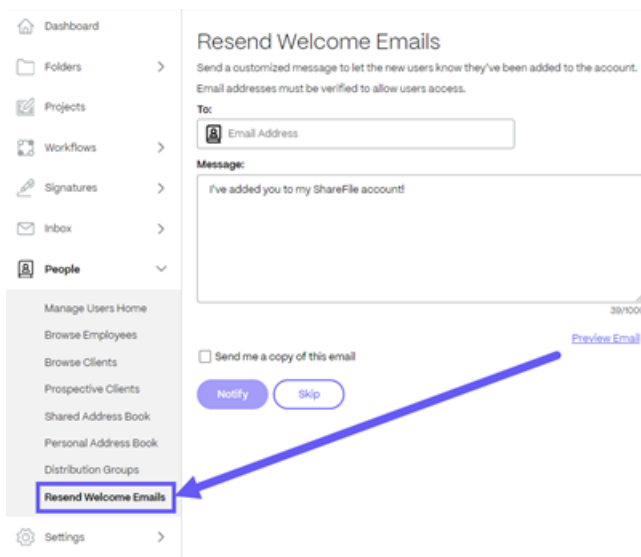 Dashboard
Folders
Projects
Workflows
Signatures
Inbox
People
Manage Users Home
Browse Employees
Browse Clients
Prospective Clients
Shared Address Book
Personal Address Book
Distribution Groups
Resend Welcome Emails
Settings
Resend Welcome Emails
Send a customized message to let the new users know they've been added to the account.
Email addresses must be verified to allow users access.
To:
Email Address
Message:
I've added you to my ShareFile account!
39/1000
Preview Email
Send me a copy of this email
Notify
Skip